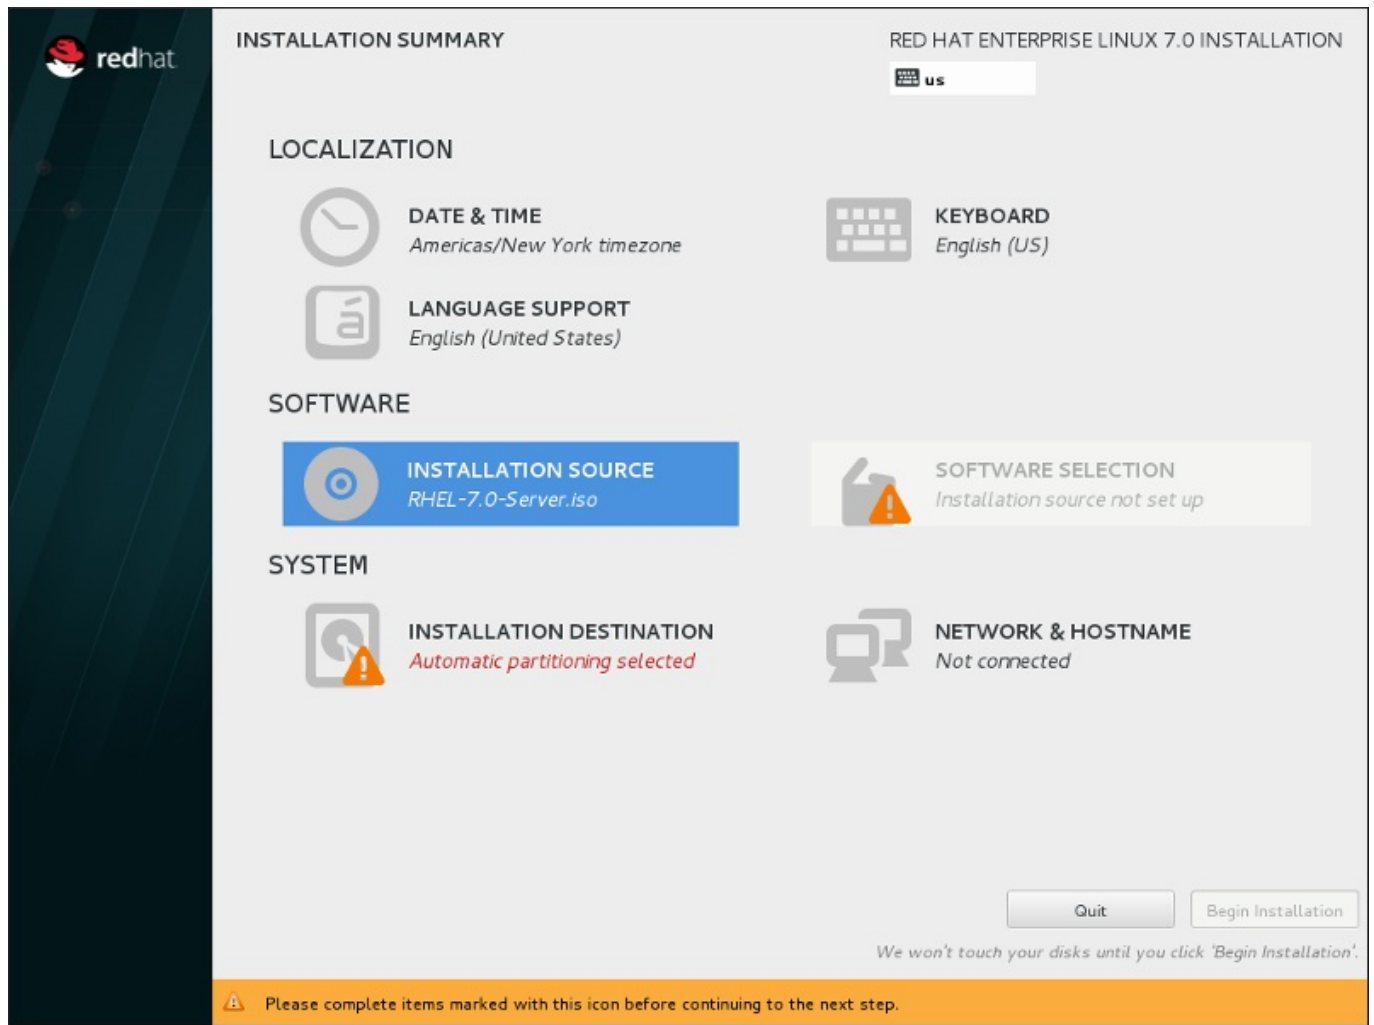 redhat
INSTALLATION SUMMARY
RED HAT ENTERPRISE LINUX 7.0 INSTALLATION
us
LOCALIZATION
DATE & TIME
Americas/New York timezone
KEYBOARD
English (US)
á
LANGUAGE SUPPORT
English (United States)
SOFTWARE
INSTALLATION SOURCE
RHEL-7.0-Server.iso
SOFTWARE SELECTION
Installation source not set up
SYSTEM
INSTALLATION DESTINATION
Automatic partitioning selected
NETWORK & HOSTNAME
Not connected
Quit
Begin Installation
We won't touch your disks until you click 'Begin Installation'.
Please complete items marked with this icon before continuing to the next step.